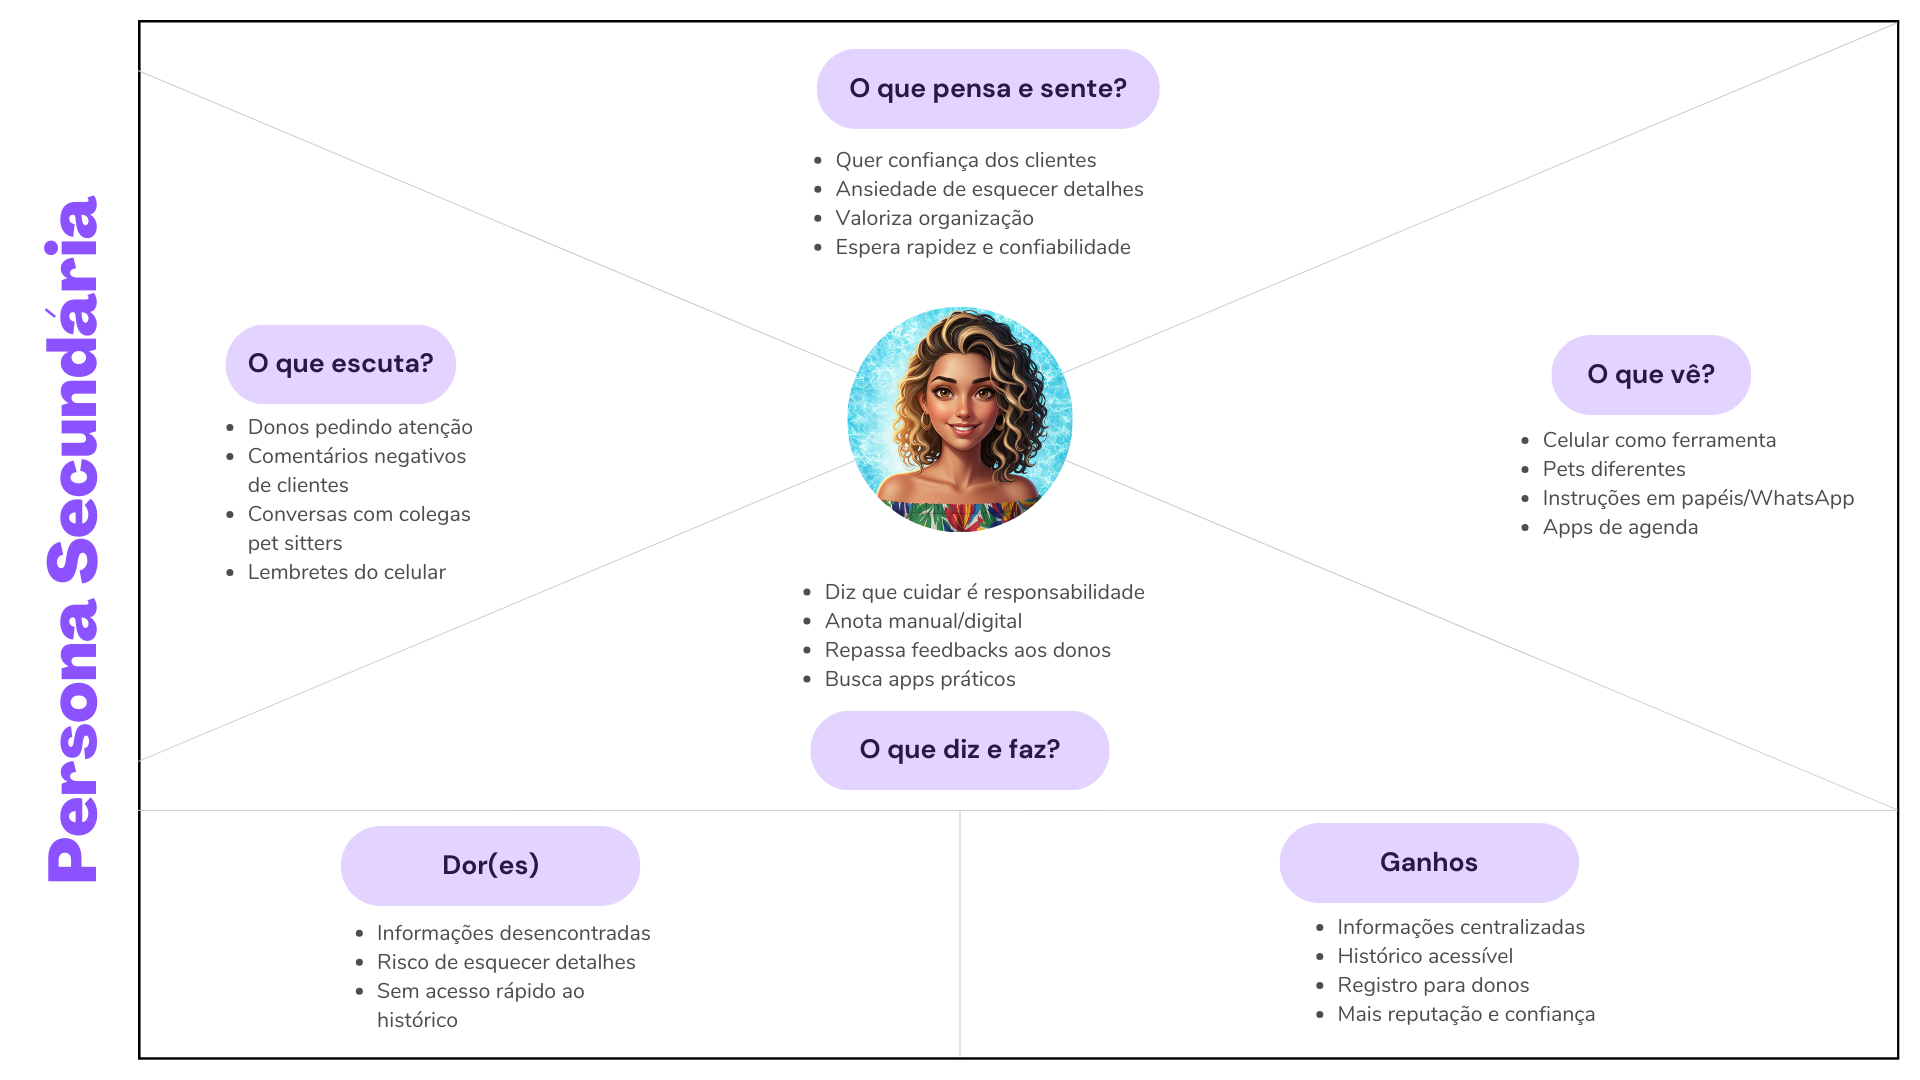 Persona Secundária
O que pensa e sente?
Quer confiança dos clientes
Ansiedade de esquecer detalhes
Valoriza organização
Espera rapidez e confiabilidade
O que escuta?
Donos pedindo atenção
Comentários negativos
de clientes
Conversas com colegas
pet sitters
Lembretes do celular
O que vê?
Celular como ferramenta
Pets diferentes
Instruções em papéis/WhatsApp
Apps de agenda
Diz que cuidar é responsabilidade
Anota manual/digital
Repassa feedbacks aos donos
Busca apps práticos
O que diz e faz?
Dor(es)
Informações desencontradas
Risco de esquecer detalhes
Sem acesso rápido ao
histórico
Ganhos
Informações centralizadas
Histórico acessível
Registro para donos
Mais reputação e confiança